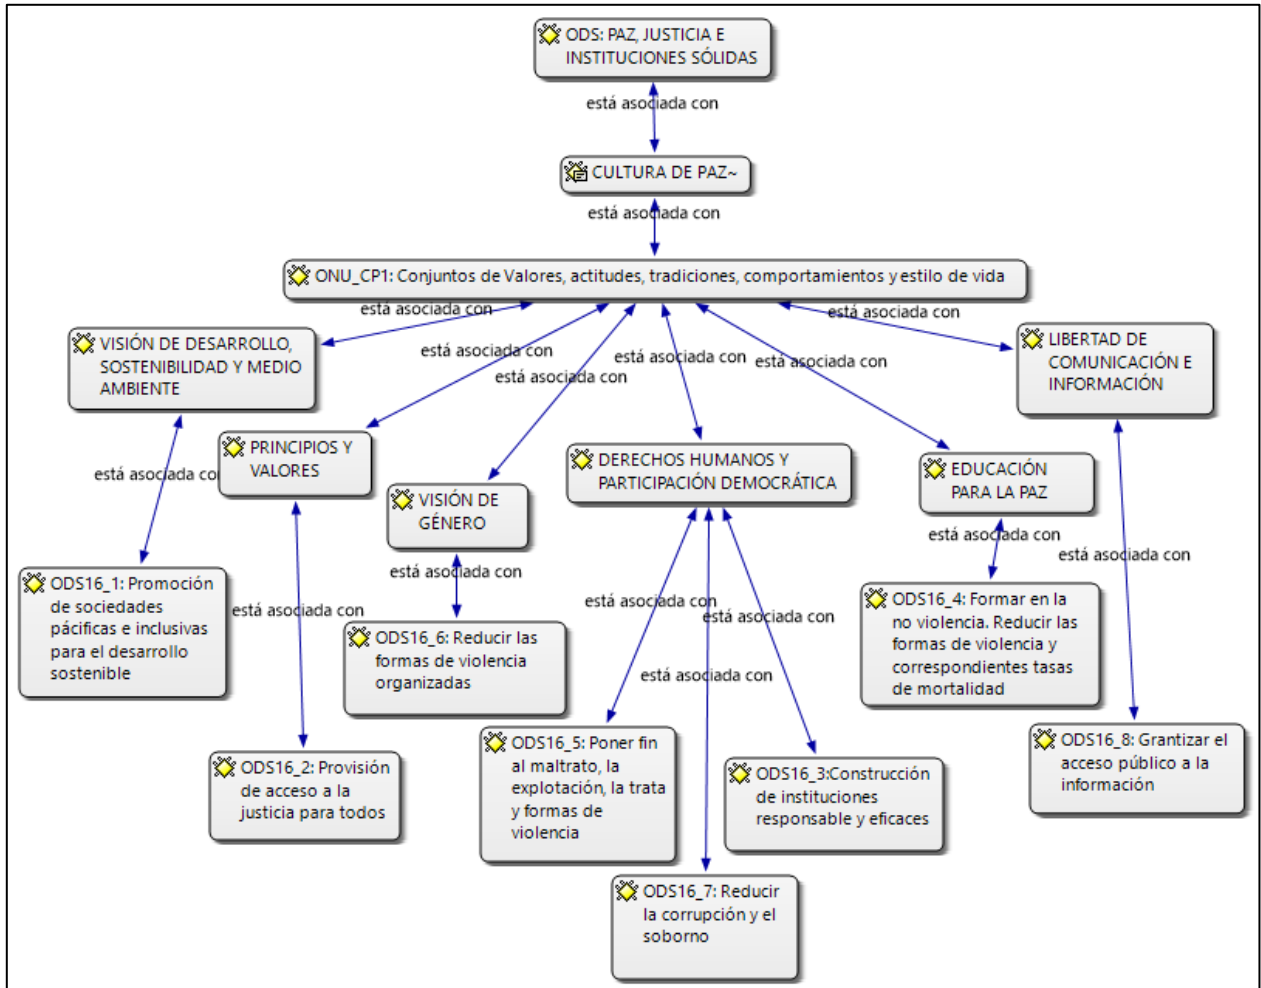 ODS: PAZ, JUSTICIA E
INSTITUCIONES SÓLIDAS
está asociada con
CULTURA DE PAZ~
está asociada con
ONU_CP1: Conjuntos de Valores, actitudes, tradiciones, comportamientos y estilo de vida
está asociada con
está asociada con
está asociada con
está asociada con
está asociada con
está asociada con
VISIÓN DE DESARROLLO,
SOSTENIBILIDAD Y MEDIO
AMBIENTE
LIBERTAD DE
COMUNICACIÓN E
INFORMACIÓN
PRINCIPIOS Y
VALORES
DERECHOS HUMANOS Y
PARTICIPACIÓN DEMOCRÁTICA
EDUCACIÓN
PARA LA PAZ
VISIÓN DE
GÉNERO
está asociada con
está asociada con
está asociada con
está asociada con
está asociada con
está asociada con
está asociada con
está asociada con
ODS16_1: Promoción
de sociedades
pácificas e inclusivas
para el desarrollo
sostenible
ODS16_6: Reducir las
formas de violencia
organizadas
ODS16_4: Formar en la
no violencia. Reducir las
formas de violencia y
correspondientes tasas
de mortalidad
ODS16_2: Provisión
de acceso a la
justicia para todos
ODS16_5: Poner fin
al maltrato, la
explotación, la trata
y formas de
violencia
ODS16_3:Construcción
de instituciones
responsable y eficaces
ODS16_8: Grantizar el
acceso público a la
información
ODS16_7: Reducir
la corrupción y el
soborno